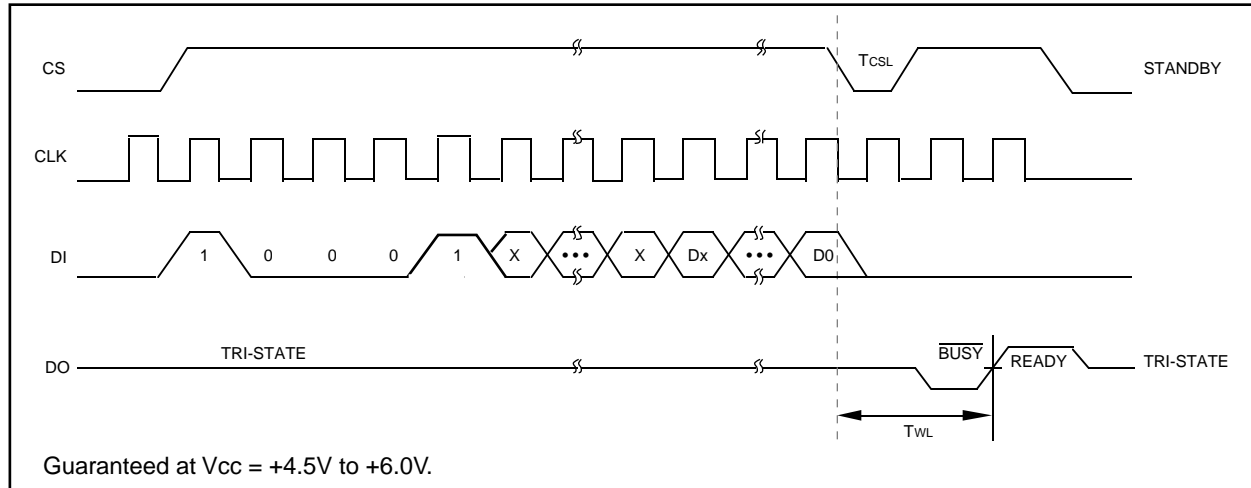 CS TCSL STANDBY
CLK
DI 1 0 0 0 1 X ••• X Dx ••• D0
DO TRI-STATE BUSY READY TRI-STATE
TWL
Guaranteed at Vcc = +4.5V to +6.0V.